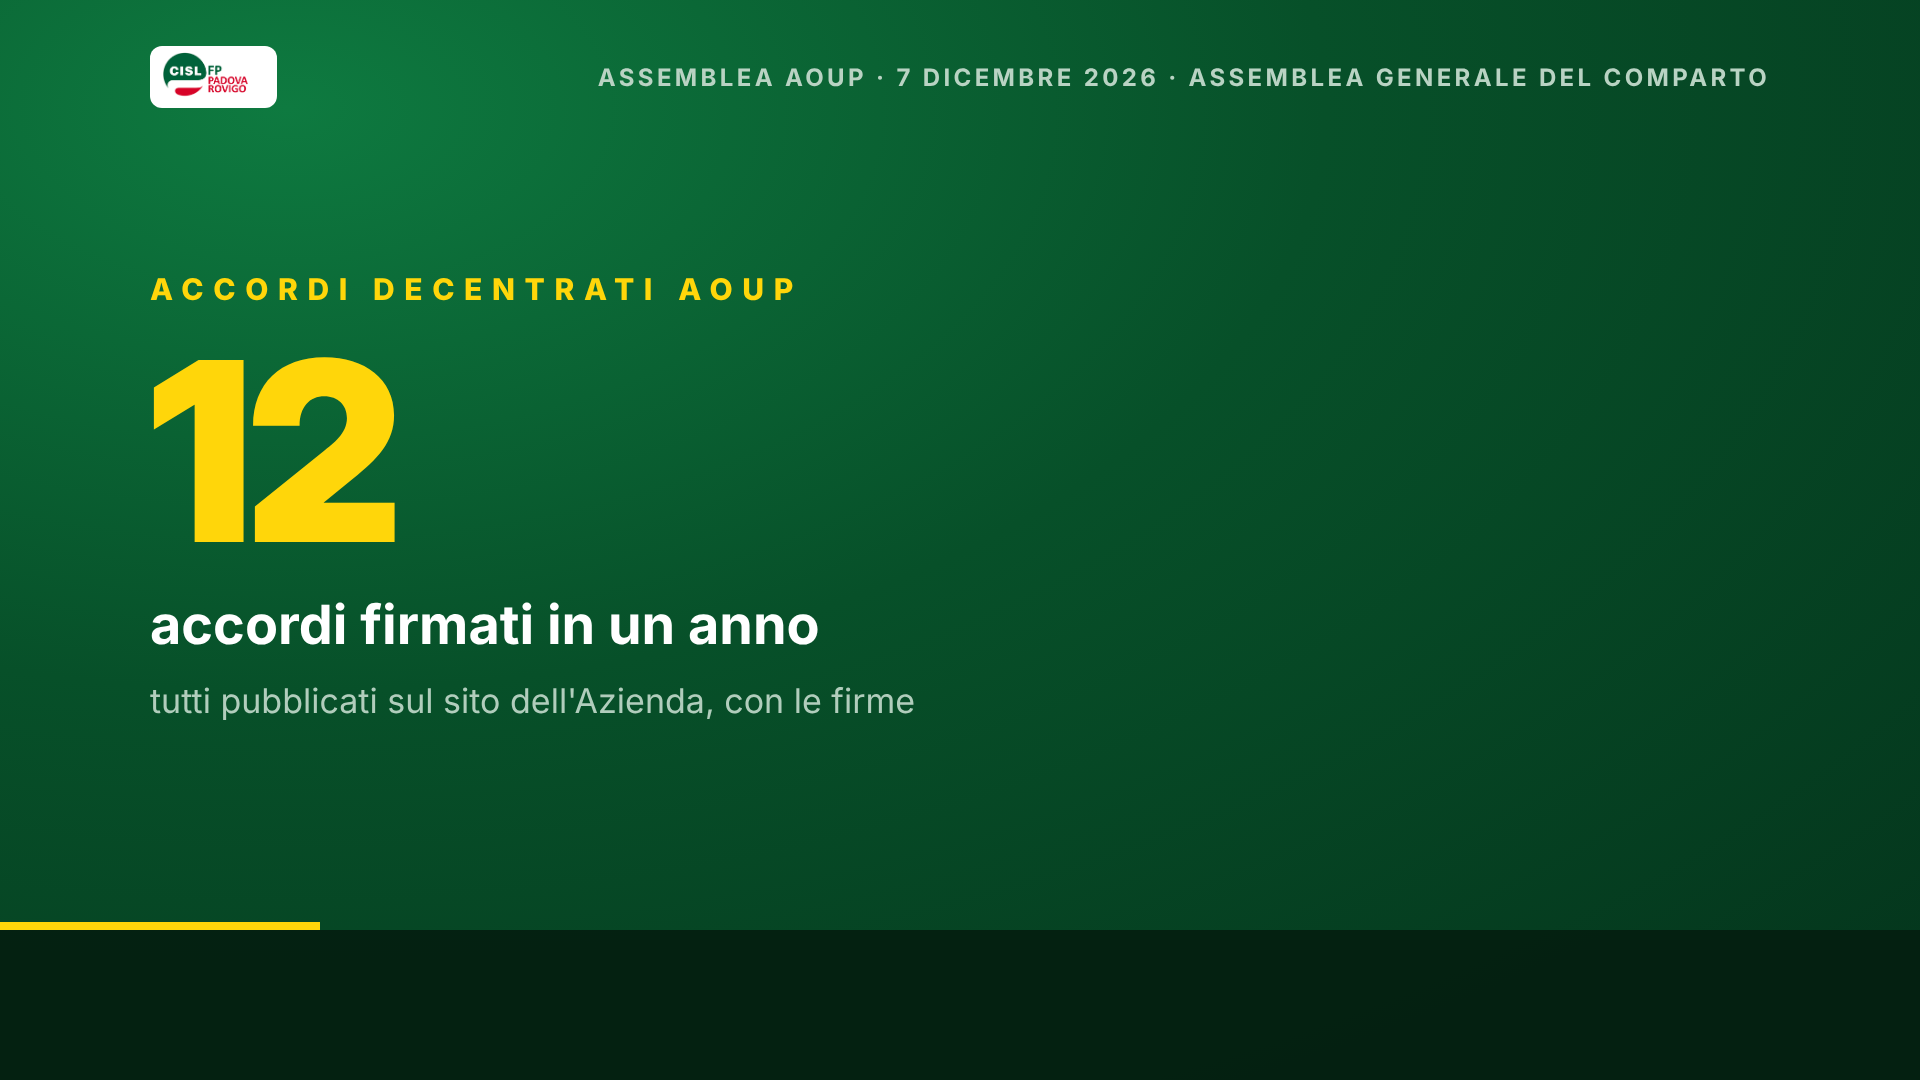 CISL FP
PADOVA
ROVIGO
ASSEMBLEA AOUP · 7 DICEMBRE 2026 · ASSEMBLEA GENERALE DEL COMPARTO
ACCORDI DECENTRATI AOUP
12
accordi firmati in un anno
tutti pubblicati sul sito dell'Azienda, con le firme